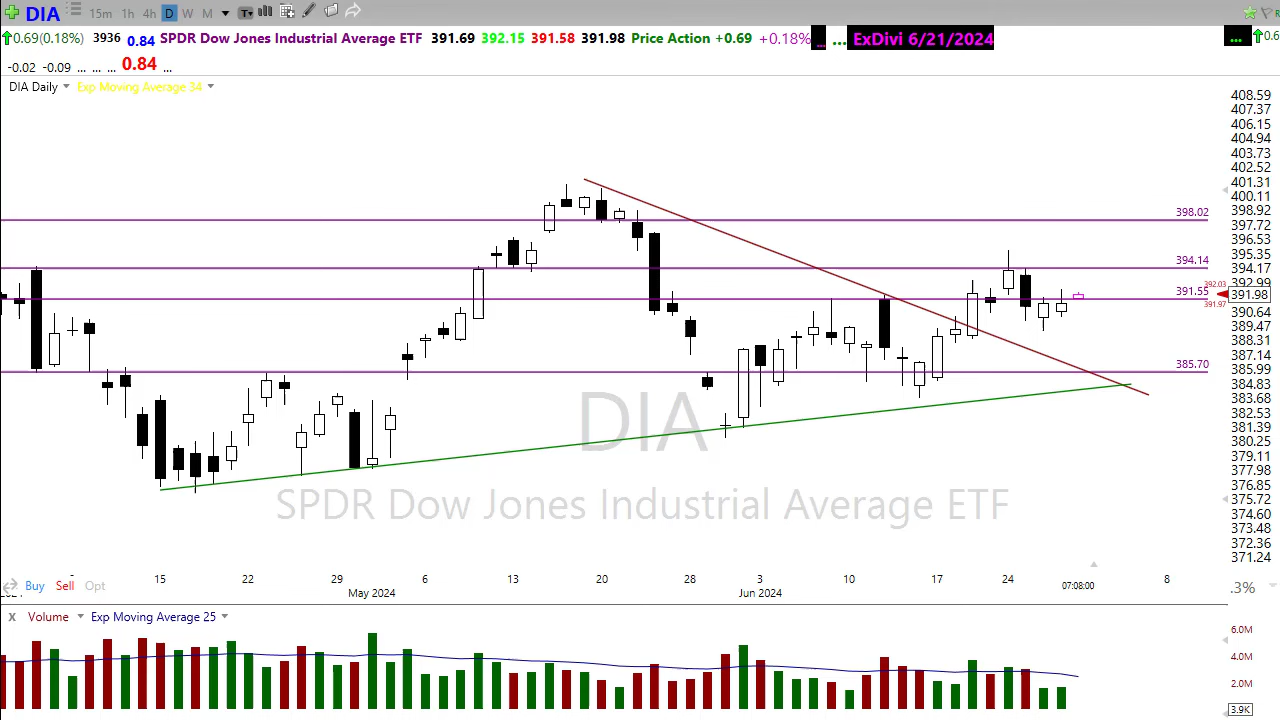 DIA 15m 1h 4h D W M T
0.69(0.18%) 3936 0.84 SPDR Dow Jones Industrial Average ETF 391.69 392.15 391.58 391.98 Price Action +0.69 +0.18% ... ... ExDivi 6/21/2024 ... 0.6
-0.02 -0.09 ... ... ... 0.84 ...
DIA Daily Exp Moving Average 34
408.59
407.37
406.15
404.94
403.73
402.52
401.31
400.11
398.92
398.02
397.72
396.53
395.35
394.14
394.17
392.99
392.03
391.55
391.98
391.97
390.64
389.47
388.31
387.14
385.70
385.99
384.83
383.68
382.53
381.39
380.25
379.11
377.98
376.85
375.72
374.60
373.48
372.36
371.24
DIA
SPDR Dow Jones Industrial Average ETF
15 22 29 6 13 20 28 3 10 17 24 07:08:00 8
Buy Sell Opt .3%
May 2024 Jun 2024
X Volume Exp Moving Average 25
6.0M
4.0M
2.0M
3.9K